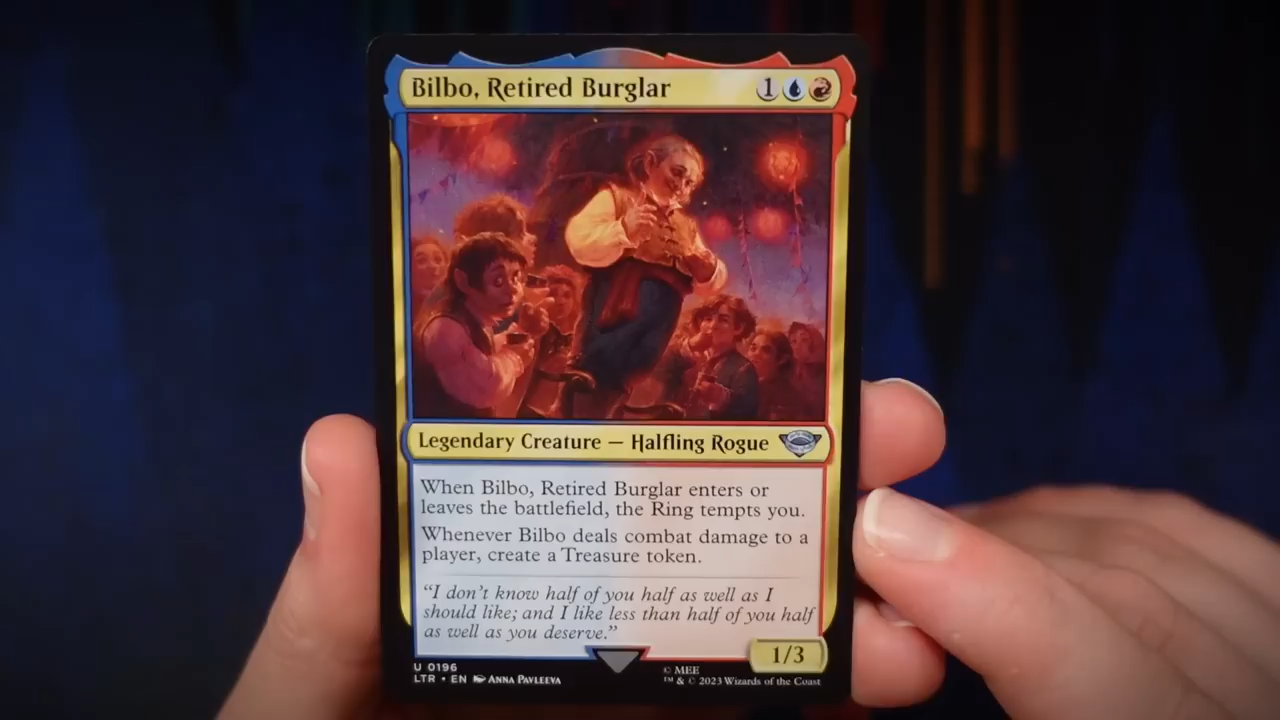 Bilbo, Retired Burglar 1
Legendary Creature — Halfling Rogue
When Bilbo, Retired Burglar enters or
leaves the battlefield, the Ring tempts you.
Whenever Bilbo deals combat damage to a
player, create a Treasure token.
“I don’t know half of you half as well as I
should like; and I like less than half of you half
as well as you deserve.”
1/3
U 0196
LTR • EN Anna Pavleeva
© MEE
™ & © 2023 Wizards of the Coast